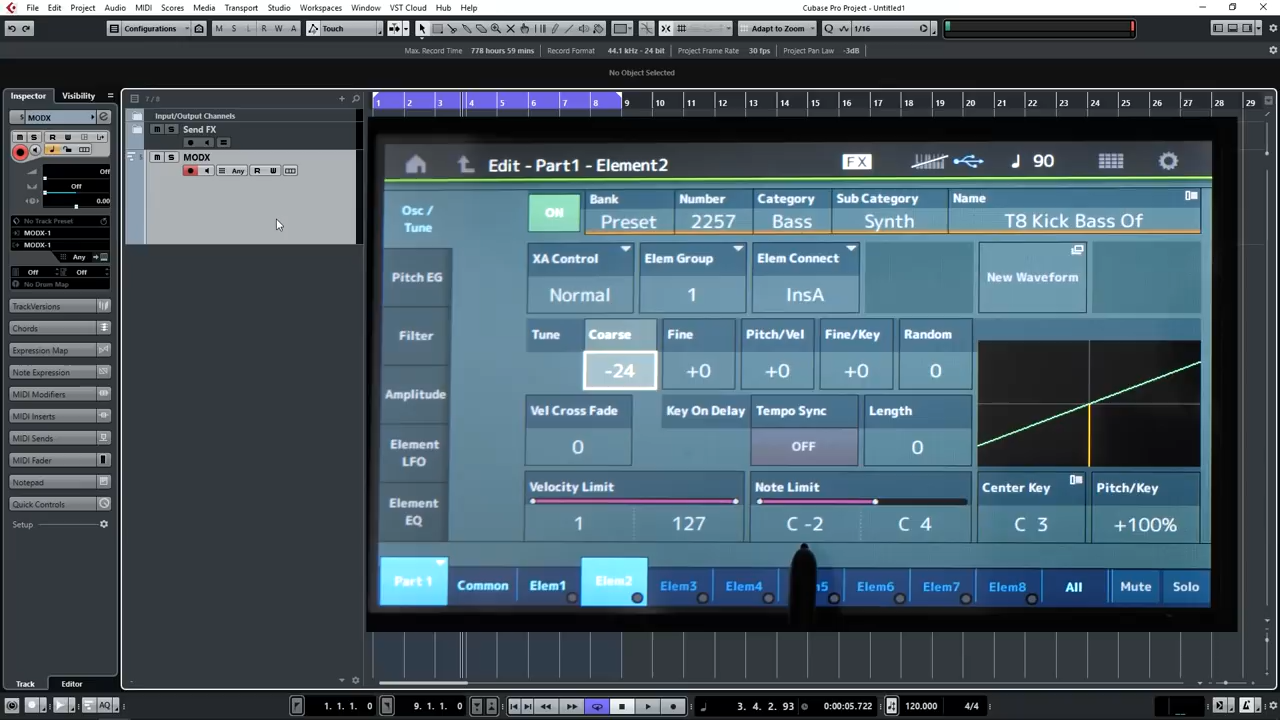 File Edit Project Audio MIDI Scores Media Transport Studio Workspaces Window VST Cloud Hub Help
Cubase Pro Project - Untitled1
Configurations M S L R W A Touch Adapt to Zoom 1/16
Max. Record Time 778 hours 59 mins Record Format 44.1 kHz - 24 bit Project Frame Rate 30 fps Project Pan Law -3dB
No Object Selected
Inspector Visibility
MODX
M S R W
Off
Off
0.00
No Track Preset
MODX-1
MODX-1
Any
Off Off
No Drum Map
TrackVersions
Chords
Expression Map
Note Expression
MIDI Modifiers
MIDI Inserts
MIDI Sends
MIDI Fader
Notepad
Quick Controls
Setup
Track Editor
7/8
Input/Output Channels
M S Send FX
1 M S MODX
Any R W
1 2 3 4 5 6 7 8 9 10 11 12 13 14 15 16 17 18 19 20 21 22 23 24 25 26 27 28 29
Edit - Part1 - Element2 FX 90
Osc / Tune
Pitch EG
Filter
Amplitude
Element LFO
Element EQ
ON
Bank Number Category Sub Category Name
Preset 2257 Bass Synth T8 Kick Bass Of
XA Control Elem Group Elem Connect
Normal 1 InsA New Waveform
Tune Coarse Fine Pitch/Vel Fine/Key Random
-24 +0 +0 +0 0
Vel Cross Fade Key On Delay Tempo Sync Length
0 OFF 0
Velocity Limit Note Limit Center Key Pitch/Key
1 127 C -2 C 4 C 3 +100%
Part 1 Common Elem1 Elem2 Elem3 Elem4 Elem6 Elem7 Elem8 All Mute Solo
AQ 1. 1. 1. 0 9. 1. 1. 0 3. 4. 2. 93 0:00:05.722 120.000 4/4